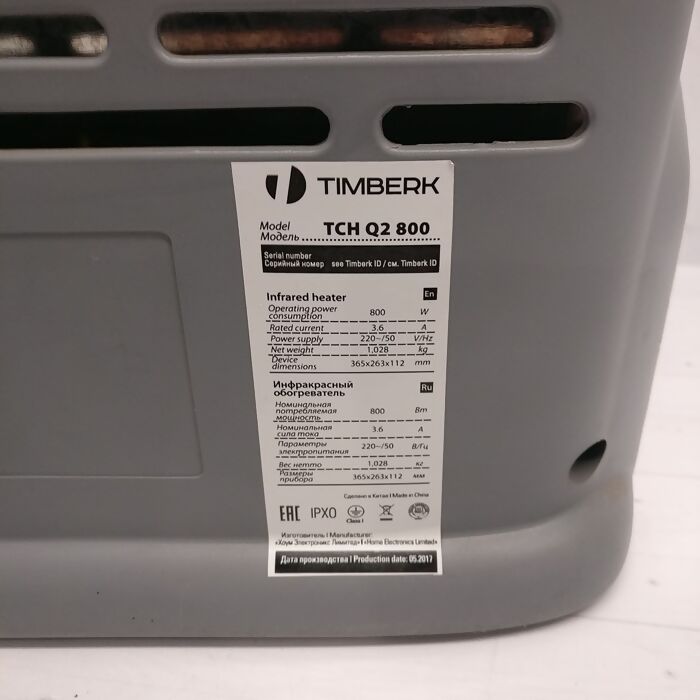 TIMBERK
Model
Модель TCH Q2 800
Serial number
Серийный номер see Timberk ID / см. Timberk ID
Infrared heater En
Operating power
consumption 800 W
Rated current 3.6 A
Power supply 220~/50 V/Hz
Net weight 1,028 kg
Device
dimensions 365x263x112 mm
Инфракрасный
обогреватель Ru
Номинальная
потребляемая
мощность 800 Вт
Номинальная
сила тока 3.6 А
Параметры
электропитания 220~/50 В/Гц
Вес нетто 1,028 кг
Размеры
прибора 365x263x112 мм
Сделано в Китае I Made in China
EAC IPX0
Class I
Изготовитель I Manufacturer:
«Хоум Электроникс Лимитед» I «Home Electronics Limited»
Дата производства I Production date: 05.2017